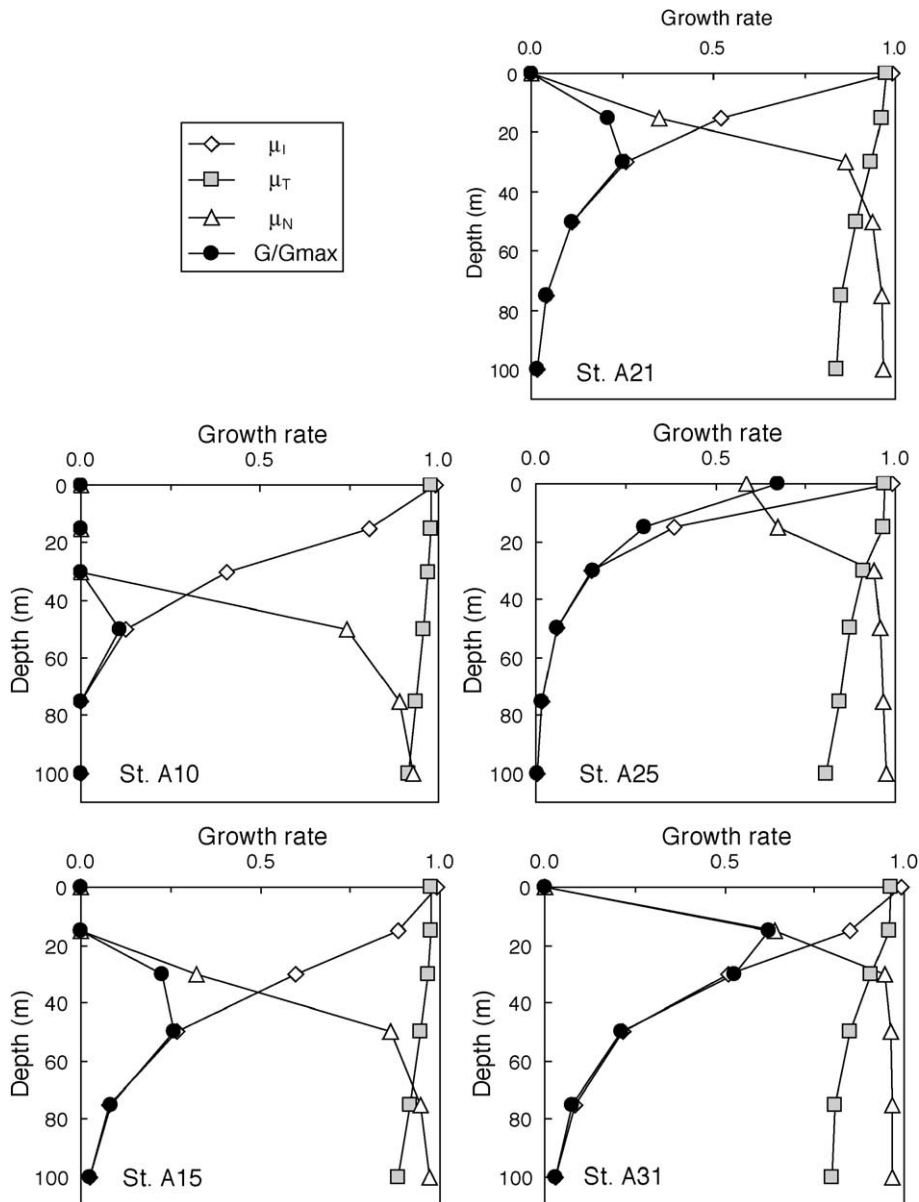 Growth rate
0.0 0.5 1.0
0
20
40
60
80
100
Depth (m)
St. A21
μI
μT
μN
G/Gmax
Growth rate
0.0 0.5 1.0
0
20
40
60
80
100
Depth (m)
St. A10
Growth rate
0.0 0.5 1.0
0
20
40
60
80
100
Depth (m)
St. A25
Growth rate
0.0 0.5 1.0
0
20
40
60
80
100
Depth (m)
St. A15
Growth rate
0.0 0.5 1.0
0
20
40
60
80
100
Depth (m)
St. A31